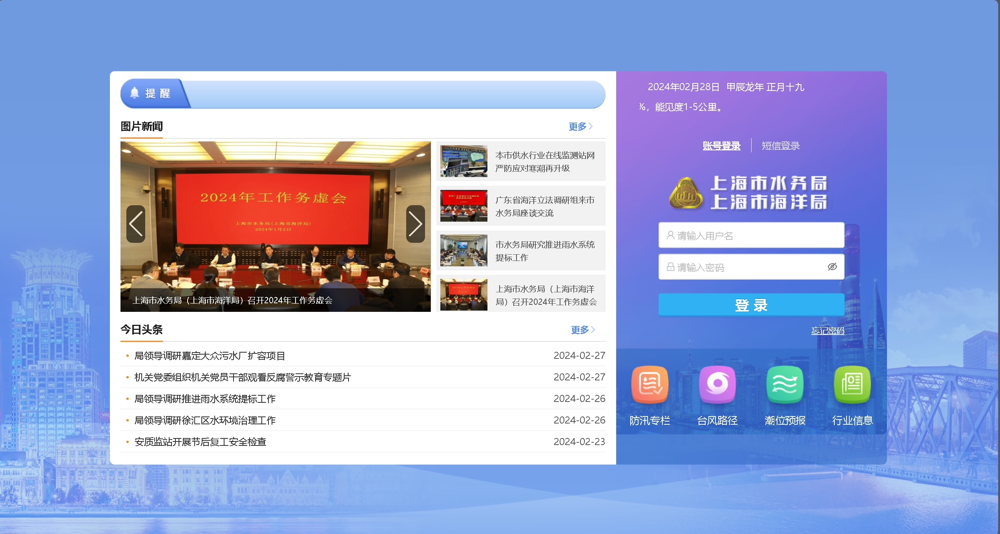 提醒
图片新闻
更多
2024年工作务虚会
上海市水务局（上海市海洋局）
2024年1月2日
上海市水务局（上海市海洋局）召开2024年工作务虚会
本市供水行业在线监测站网
严防应对寒潮再升级
广东省海洋立法调研组来市
水务局座谈交流
市水务局研究推进雨水系统
提标工作
2024年工作务虚会
上海市水务局（上海市海洋
局）召开2024年工作务虚会
今日头条
更多
局领导调研嘉定大众污水厂扩容项目 2024-02-27
机关党委组织机关党员干部观看反腐警示教育专题片 2024-02-27
局领导调研推进雨水系统提标工作 2024-02-26
局领导调研徐汇区水环境治理工作 2024-02-26
安质监站开展节后复工安全检查 2024-02-23
2024年02月28日 甲辰龙年 正月十九
%，能见度1-5公里。
账号登录 短信登录
上海市水务局
上海市海洋局
请输入用户名
请输入密码
登录
忘记密码
防汛专栏 台风路径 潮位预报 行业信息